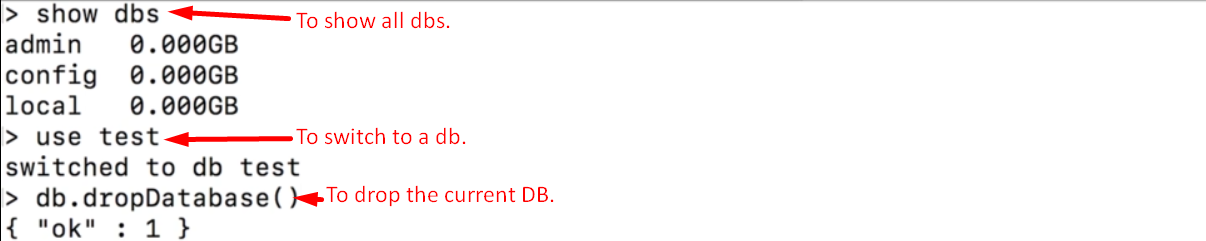 > show dbs To show all dbs.
admin 0.000GB
config 0.000GB
local 0.000GB
> use test To switch to a db.
switched to db test
> db.dropDatabase() To drop the current DB.
{ "ok" : 1 }